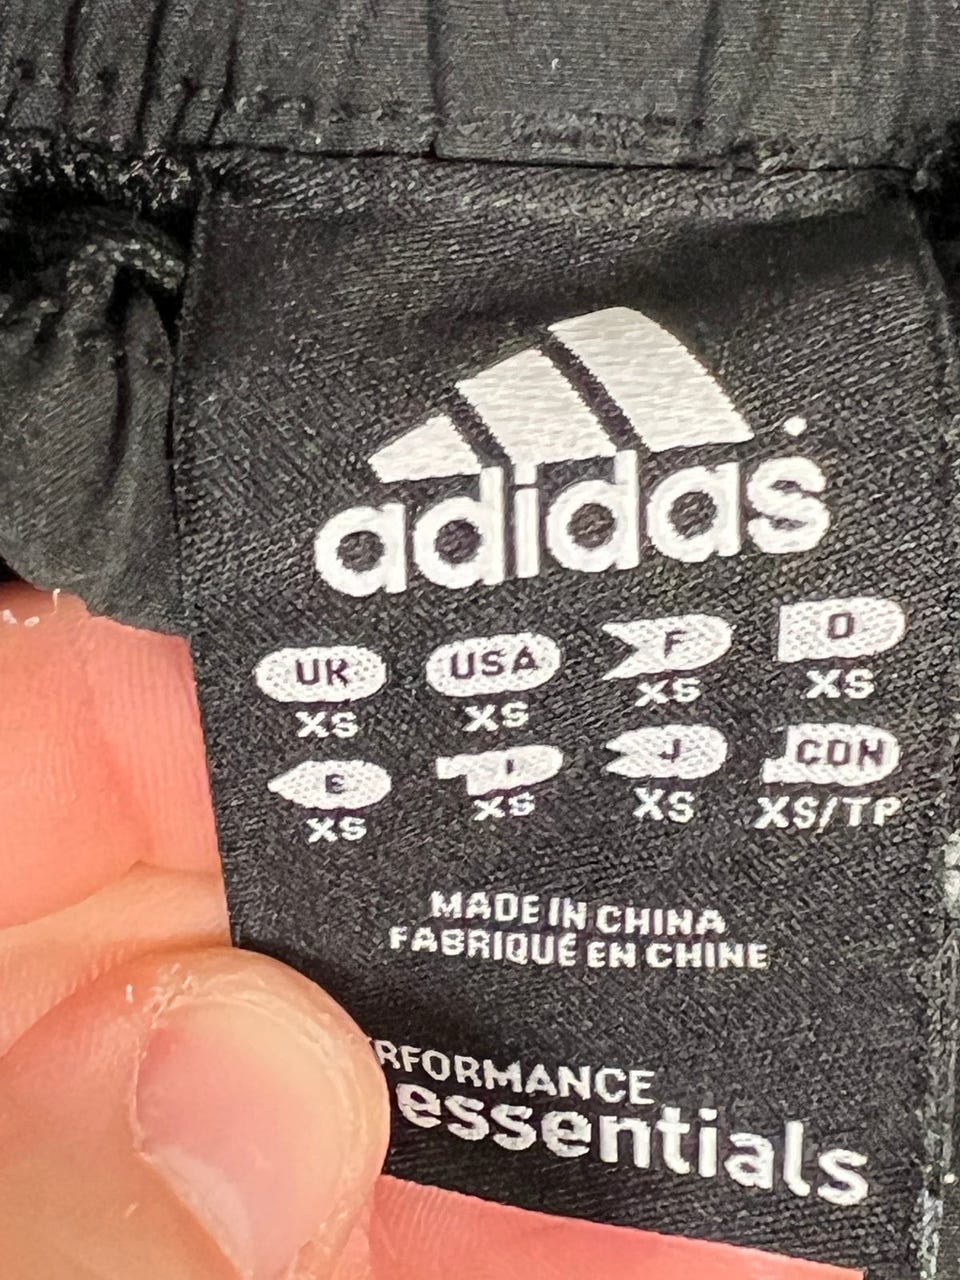 adidas
UK USA F D
XS XS XS XS
E I J CDN
XS XS XS XS/TP
MADE IN CHINA
FABRIQUÉ EN CHINE
RFORMANCE
essentials